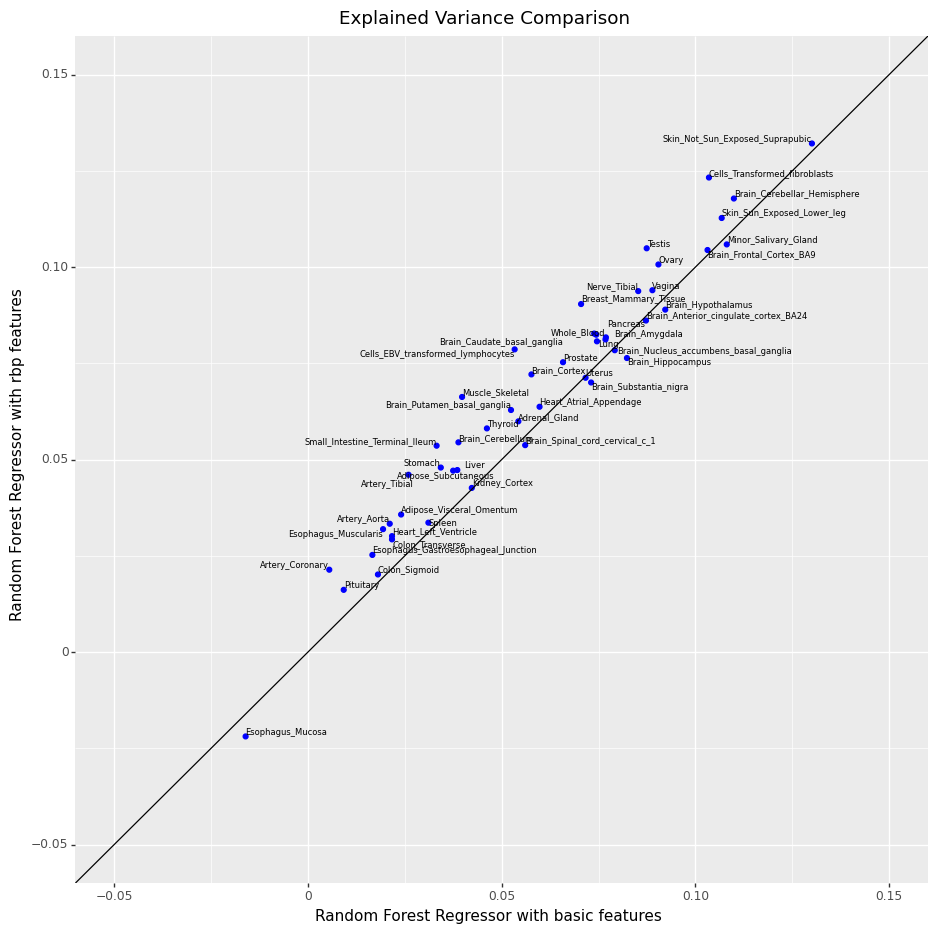 Explained Variance Comparison
0.15
0.10
0.05
0
−0.05
Random Forest Regressor with rbp features
Skin_Not_Sun_Exposed_Suprapubic
Cells_Transformed_fibroblasts
Brain_Cerebellar_Hemisphere
Skin_Sun_Exposed_Lower_leg
Minor_Salivary_Gland
Testis
Brain_Frontal_Cortex_BA9
Ovary
Nerve_Tibial
Vagina
Breast_Mammary_Tissue
Brain_Hypothalamus
Brain_Anterior_cingulate_cortex_BA24
Pancreas
Whole_Blood
Brain_Amygdala
Brain_Caudate_basal_ganglia
Lung
Brain_Nucleus_accumbens_basal_ganglia
Cells_EBV_transformed_lymphocytes
Prostate
Brain_Hippocampus
Brain_Cortex
Uterus
Brain_Substantia_nigra
Muscle_Skeletal
Brain_Putamen_basal_ganglia
Heart_Atrial_Appendage
Adrenal_Gland
Thyroid
Small_Intestine_Terminal_Ileum
Brain_Cerebellum
Brain_Spinal_cord_cervical_c_1
Stomach
Liver
Adipose_Subcutaneous
Artery_Tibial
Kidney_Cortex
Adipose_Visceral_Omentum
Artery_Aorta
Spleen
Esophagus_Muscularis
Heart_Left_Ventricle
Colon_Transverse
Esophagus_Gastroesophageal_Junction
Artery_Coronary
Colon_Sigmoid
Pituitary
Esophagus_Mucosa
−0.05
0
0.05
0.10
0.15
Random Forest Regressor with basic features